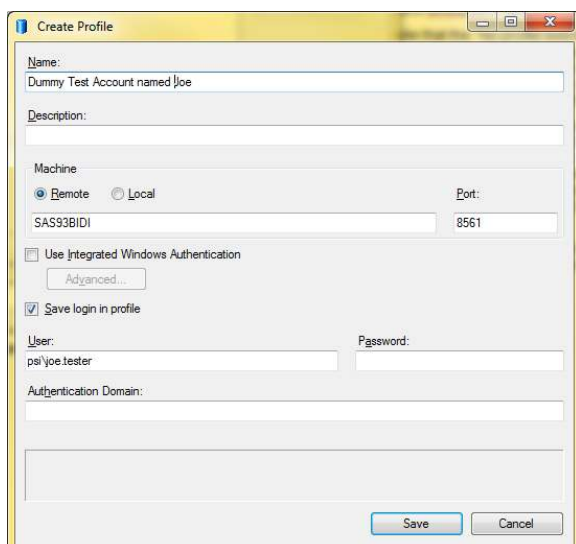 Create Profile
Name:
Dummy Test Account named Joe
Description:
Machine
Remote Local Port:
SAS93BIDI 8561
Use Integrated Windows Authentication
Advanced...
Save login in profile
User: Password:
psi\joe.tester
Authentication Domain:
Save Cancel